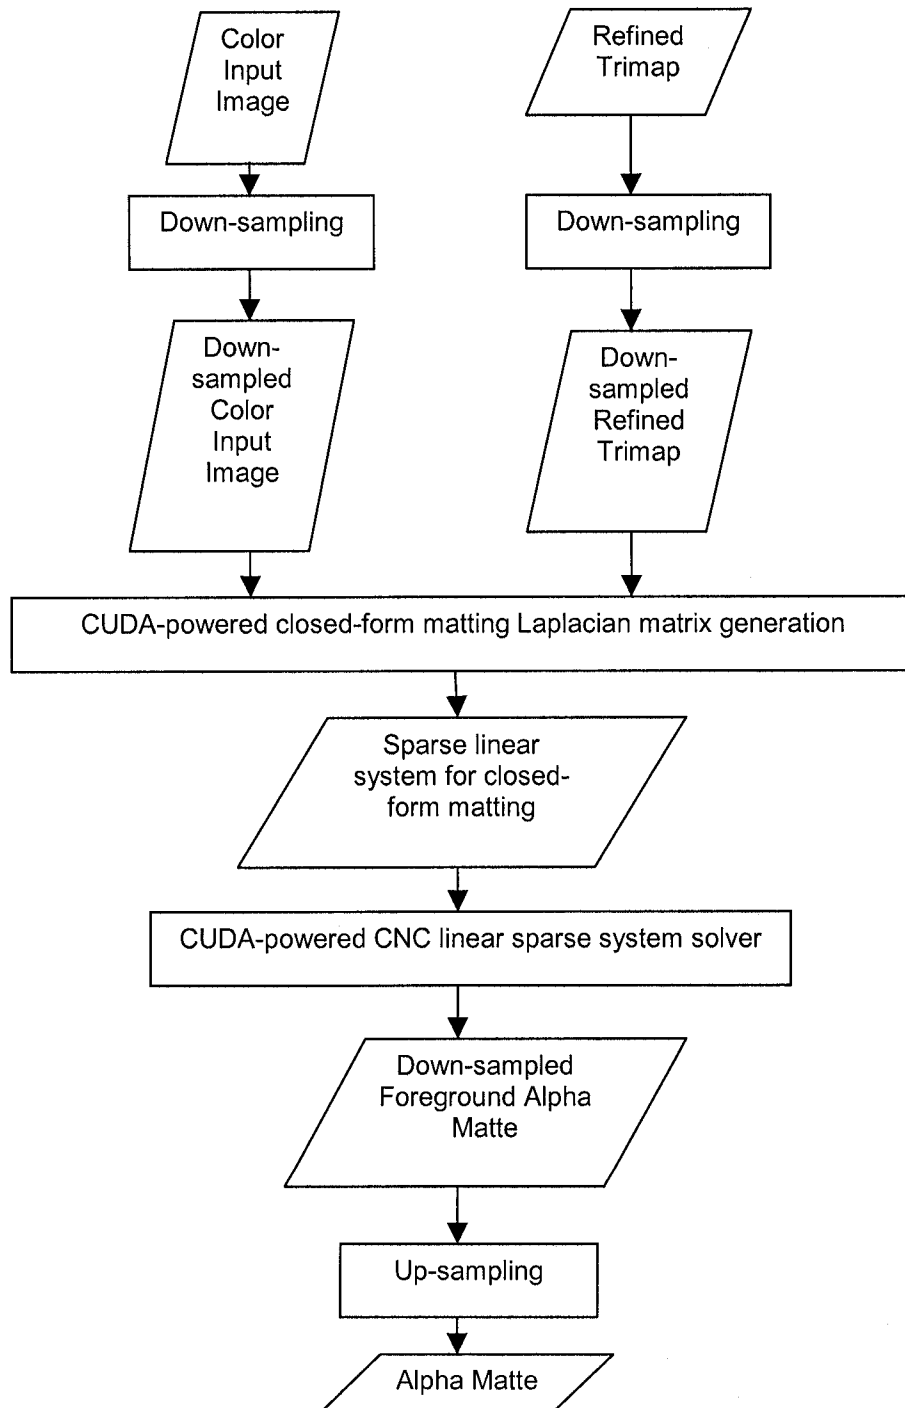 Color
Input
Image
Refined
Trimap
Down-sampling
Down-sampling
Down-
sampled
Color
Input
Image
Down-
sampled
Refined
Trimap
CUDA-powered closed-form matting Laplacian matrix generation
Sparse linear
system for closed-
form matting
CUDA-powered CNC linear sparse system solver
Down-sampled
Foreground Alpha
Matte
Up-sampling
Alpha Matte